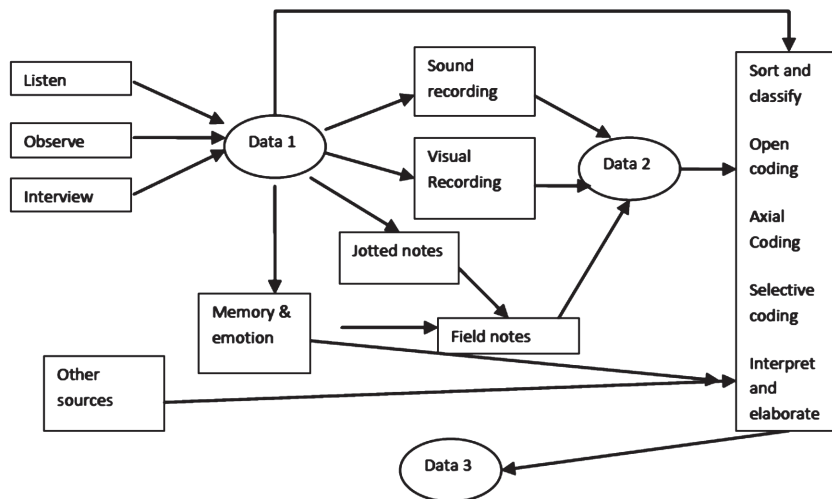 Listen
Observe
Interview
Data 1
Sound
recording
Visual
Recording
Jotted notes
Memory &
emotion
Field notes
Other
sources
Data 2
Sort and
classify
Open
coding
Axial
Coding
Selective
coding
Interpret
and
elaborate
Data 3